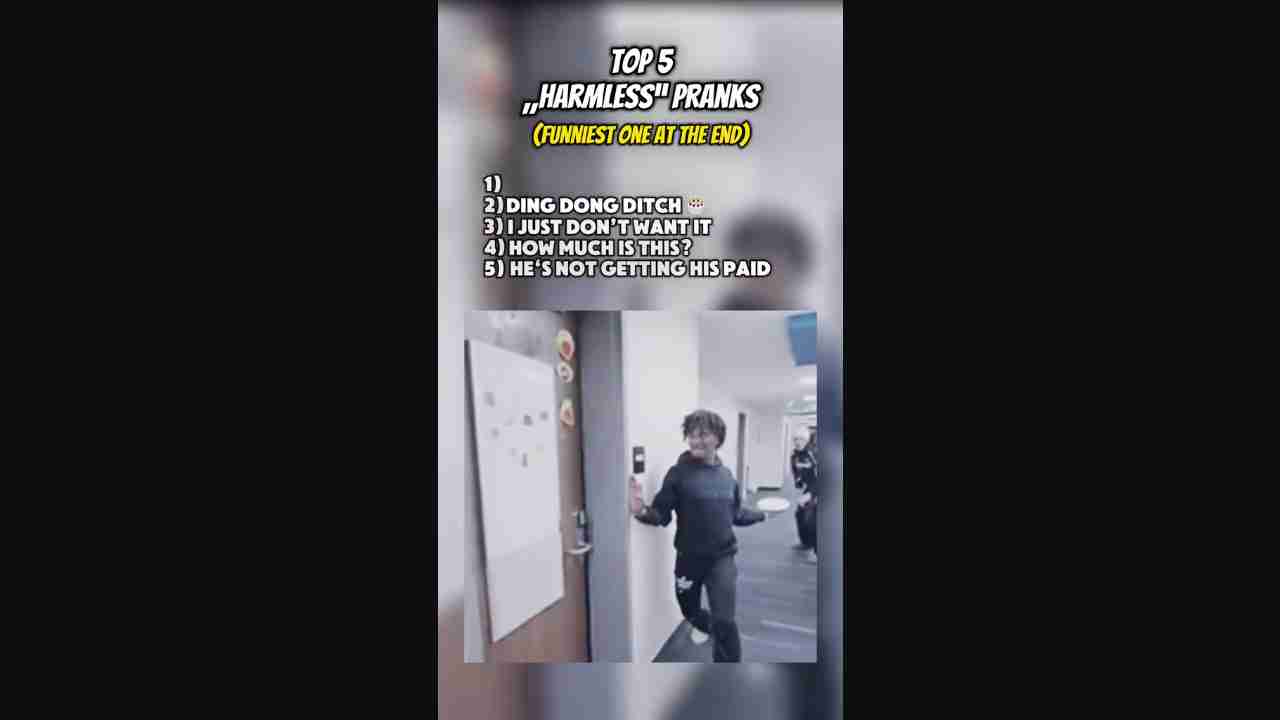 TOP 5
„HARMLESS" PRANKS
(FUNNIEST ONE AT THE END)
1)
2) DING DONG DITCH 🎂
3) I JUST DON'T WANT IT
4) HOW MUCH IS THIS?
5) HE'S NOT GETTING HIS PAID